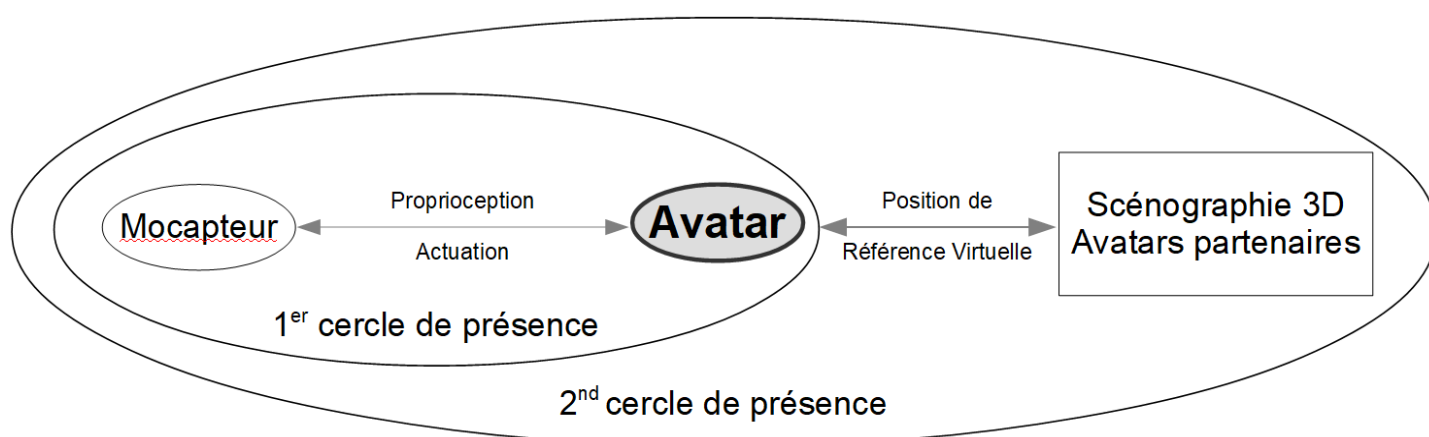 Mocapteur
Proprioception
Actuation
Avatar
Position de
Référence Virtuelle
Scénographie 3D
Avatars partenaires
1er cercle de présence
2nd cercle de présence